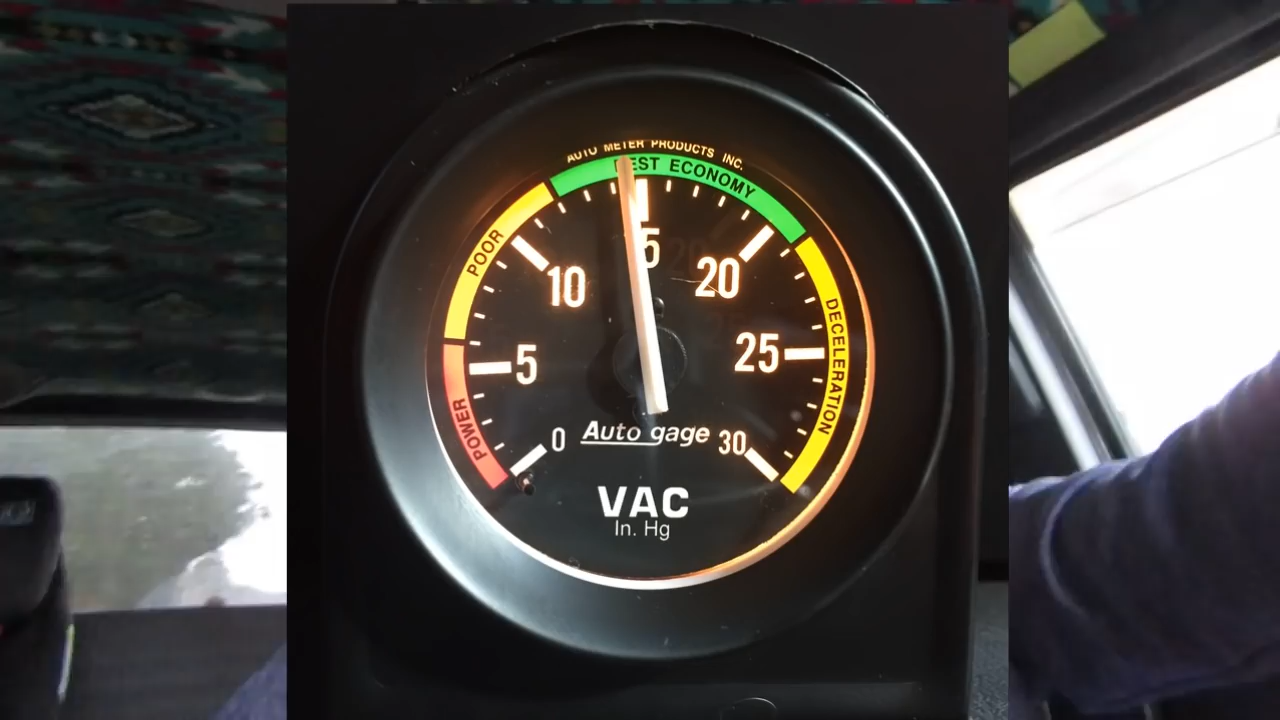 AUTO METER PRODUCTS INC.
BEST ECONOMY
POOR
DECELERATION
POWER
0
5
10
5
20
25
30
Auto gage
VAC
In. Hg